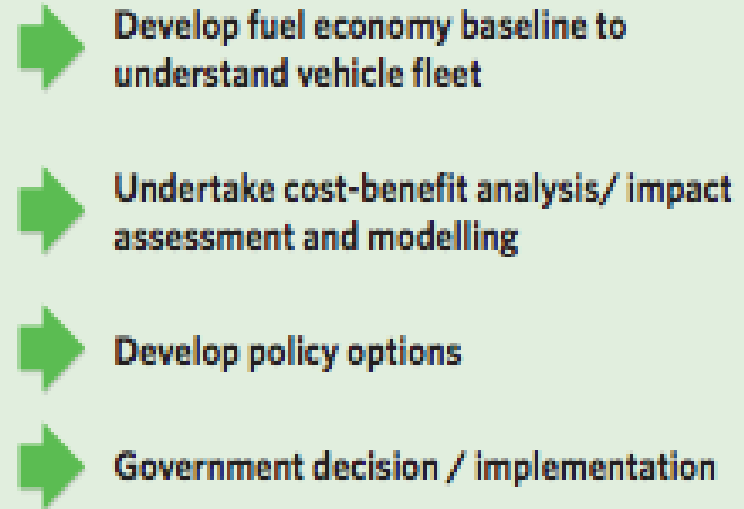 Develop fuel economy baseline to
understand vehicle fleet
Undertake cost-benefit analysis/ impact
assessment and modelling
Develop policy options
Government decision / implementation